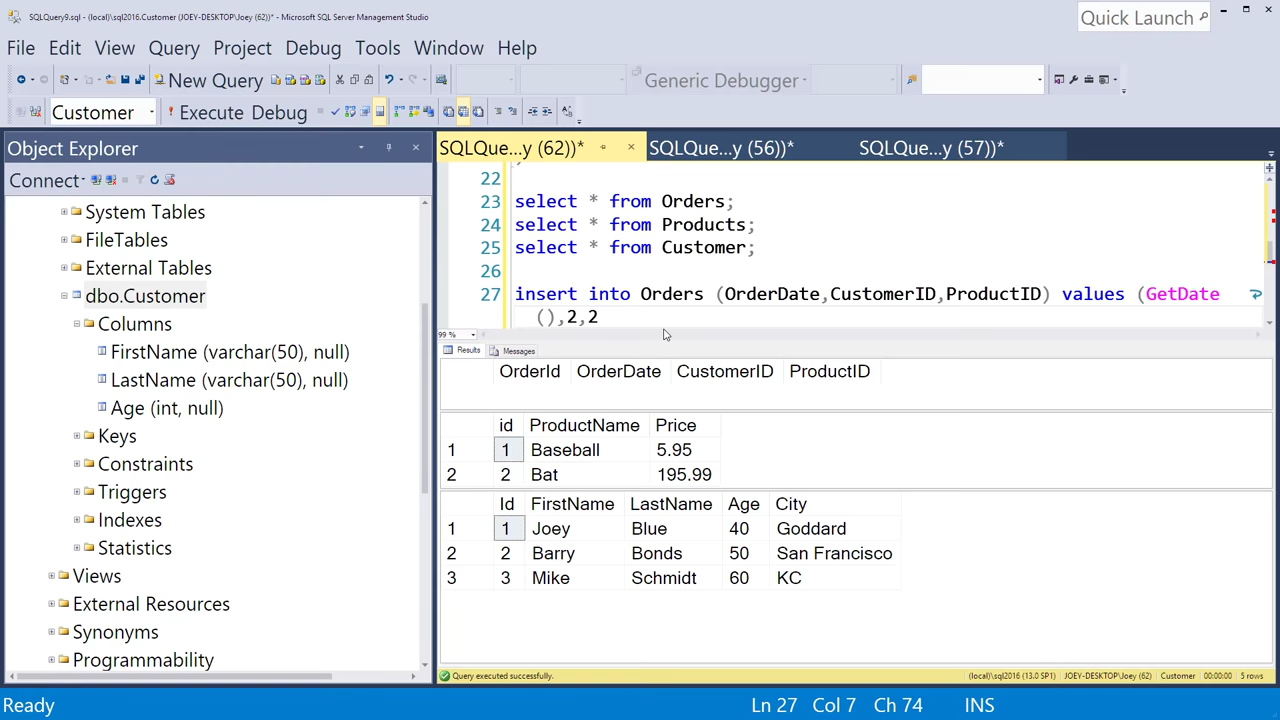 SQLQuery9.sql - (local)\sql2016.Customer (JOEY-DESKTOP\Joey (62))* - Microsoft SQL Server Management Studio
Quick Launch
File Edit View Query Project Debug Tools Window Help
New Query Generic Debugger
Customer Execute Debug
Object Explorer
Connect
System Tables
FileTables
External Tables
dbo.Customer
Columns
FirstName (varchar(50), null)
LastName (varchar(50), null)
Age (int, null)
Keys
Constraints
Triggers
Indexes
Statistics
Views
External Resources
Synonyms
Programmability
SQLQue...y (62))* SQLQue...y (56))* SQLQue...y (57))*
22
23 select * from Orders;
24 select * from Products;
25 select * from Customer;
26
27 insert into Orders (OrderDate,CustomerID,ProductID) values (GetDate
(),2,2
99 %
Results Messages
OrderId OrderDate CustomerID ProductID
id ProductName Price
1 1 Baseball 5.95
2 2 Bat 195.99
Id FirstName LastName Age City
1 1 Joey Blue 40 Goddard
2 2 Barry Bonds 50 San Francisco
3 3 Mike Schmidt 60 KC
Query executed successfully. (local)\sql2016 (13.0 SP1) JOEY-DESKTOP\Joey (62) Customer 00:00:00 5 rows
Ready Ln 27 Col 7 Ch 74 INS